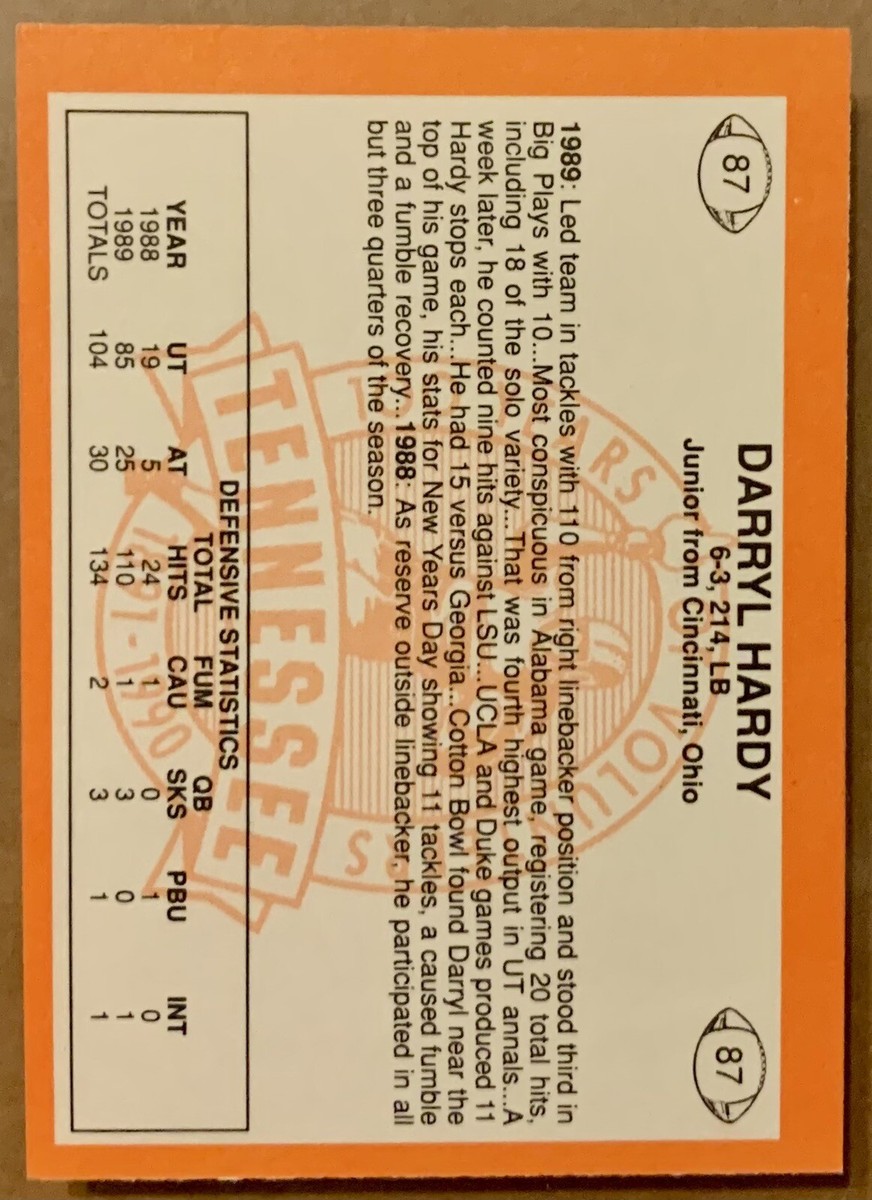 87
87
DARRYL HARDY
6-3, 214, LB
Junior from Cincinnati, Ohio
1989: Led team in tackles with 110 from right linebacker position and stood third in
Big Plays with 10...Most conspicuous in Alabama game, registering 20 total hits,
including 18 of the solo variety...That was fourth highest output in UT annals...A
week later, he counted nine hits against LSU...UCLA and Duke games produced 11
Hardy stops each...He had 15 versus Georgia...Cotton Bowl found Darryl near the
top of his game, his stats for New Years Day showing 11 tackles, a caused fumble
and a fumble recovery...1988: As reserve outside linebacker, he participated in all
but three quarters of the season.
DEFENSIVE STATISTICS
TOTAL FUM QB
YEAR UT AT HITS CAU SKS PBU INT
1988 19 5 24 1 0 1 0
1989 85 25 110 1 3 0 1
TOTALS 104 30 134 2 3 1 1
YEARS
VOLUNTEERS
TENNESSEE
1891-1990